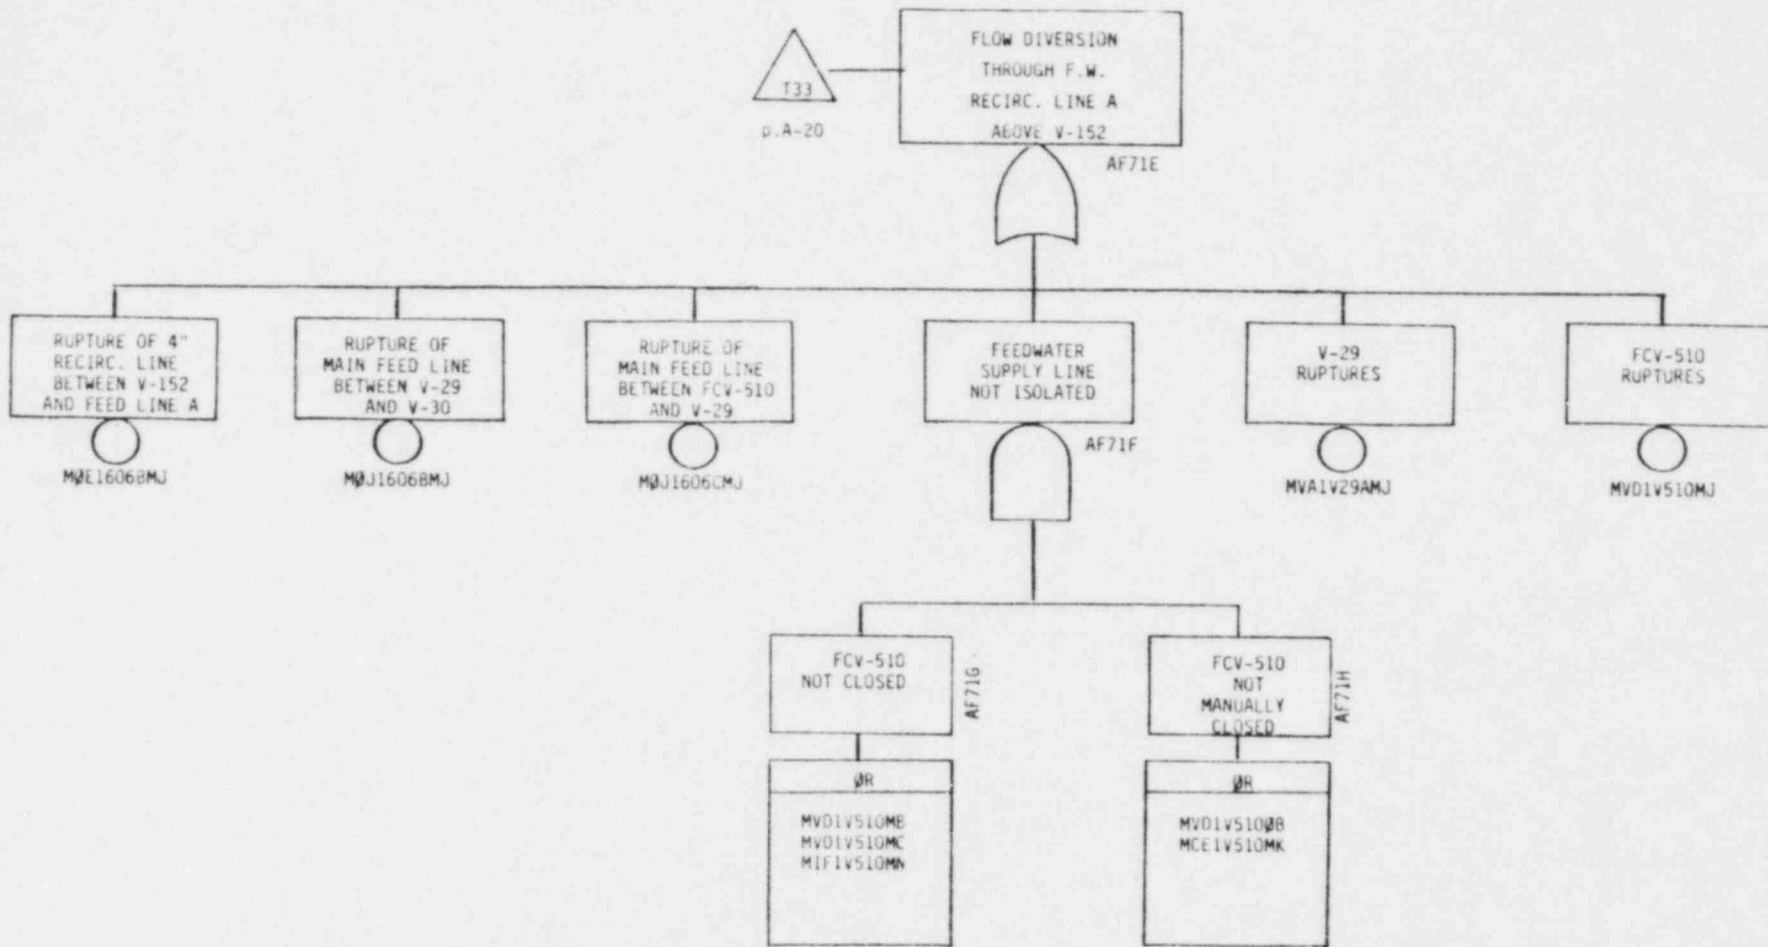 FLOW DIVERSION
THROUGH F.W.
RECIRC. LINE A
ABOVE V-152
T33
p.A-20
AF71E
RUPTURE OF 4"
RECIRC. LINE
BETWEEN V-152
AND FEED LINE A
MØE1606BMJ
RUPTURE OF
MAIN FEED LINE
BETWEEN V-29
AND V-30
MØJ1606BMJ
RUPTURE OF
MAIN FEED LINE
BETWEEN FCV-510
AND V-29
MØJ1606CMJ
FEEDWATER
SUPPLY LINE
NOT ISOLATED
AF71F
V-29
RUPTURES
MVA1V29AMJ
FCV-510
RUPTURES
MVD1V510MJ
FCV-510
NOT CLOSED
AF71G
ØR
MVD1V510MB
MVD1V510MC
MIF1V510MN
FCV-510
NOT
MANUALLY
CLOSED
AF71H
ØR
MVD1V510ØB
MCE1V510MK